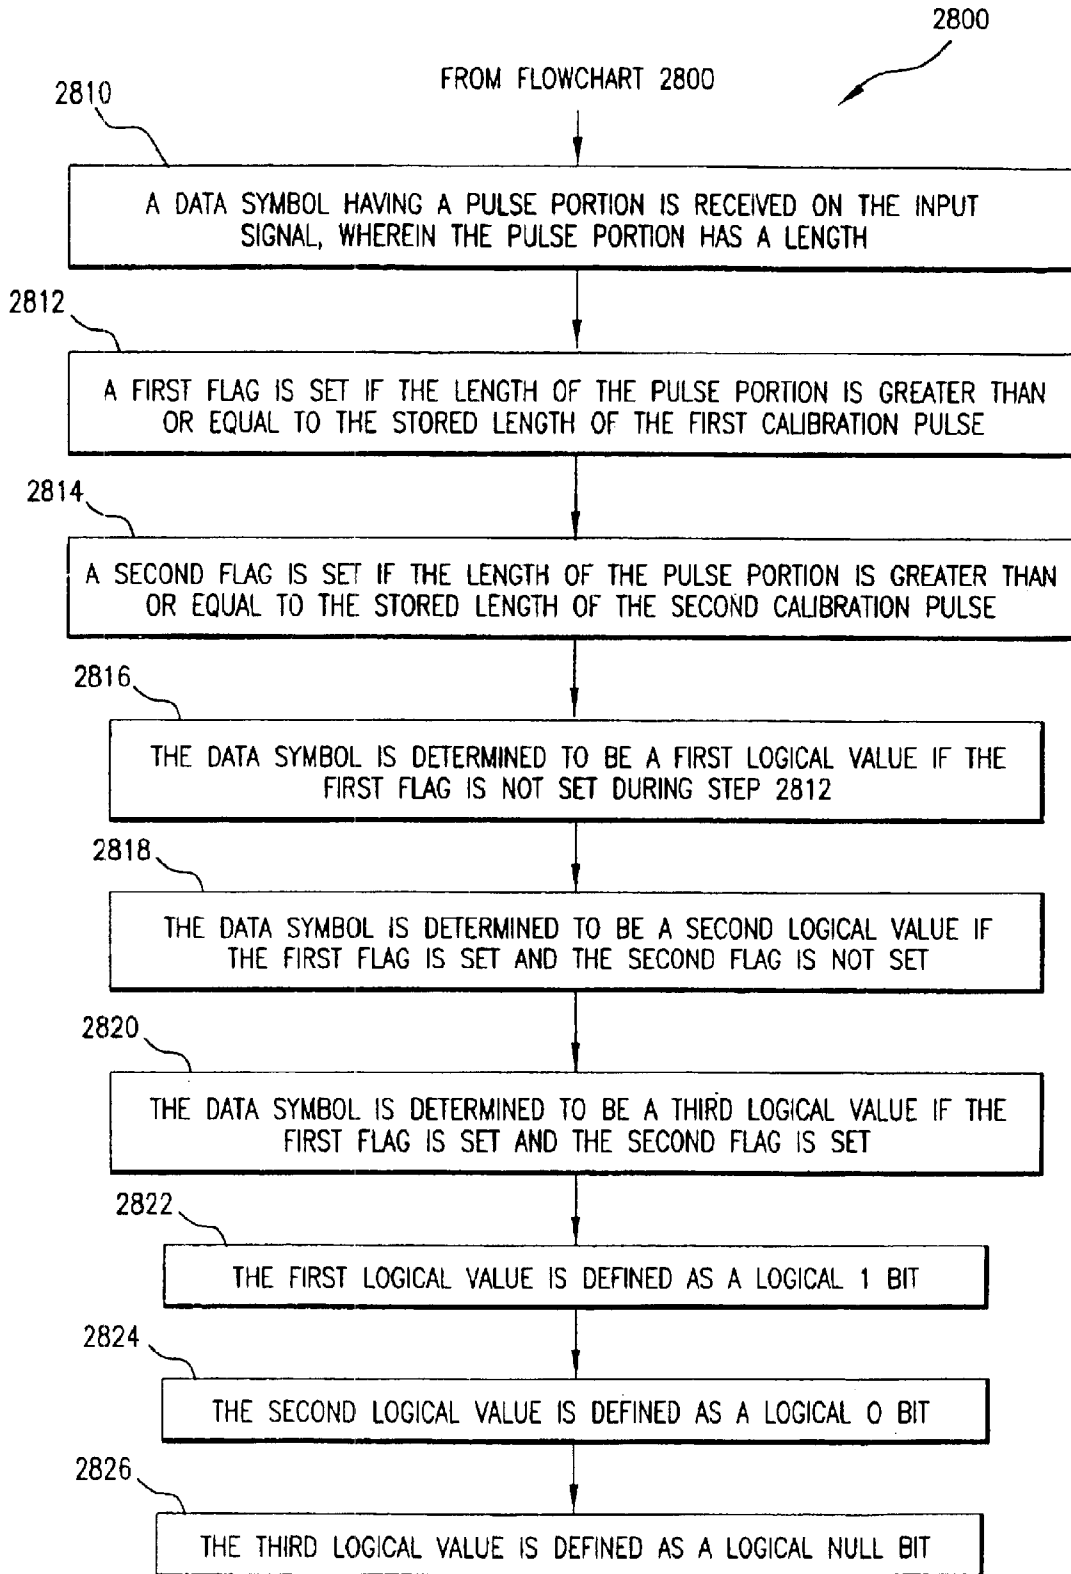 2800
FROM FLOWCHART 2800
2810
A DATA SYMBOL HAVING A PULSE PORTION IS RECEIVED ON THE INPUT
SIGNAL, WHEREIN THE PULSE PORTION HAS A LENGTH
2812
A FIRST FLAG IS SET IF THE LENGTH OF THE PULSE PORTION IS GREATER THAN
OR EQUAL TO THE STORED LENGTH OF THE FIRST CALIBRATION PULSE
2814
A SECOND FLAG IS SET IF THE LENGTH OF THE PULSE PORTION IS GREATER THAN
OR EQUAL TO THE STORED LENGTH OF THE SECOND CALIBRATION PULSE
2816
THE DATA SYMBOL IS DETERMINED TO BE A FIRST LOGICAL VALUE IF THE
FIRST FLAG IS NOT SET DURING STEP 2812
2818
THE DATA SYMBOL IS DETERMINED TO BE A SECOND LOGICAL VALUE IF
THE FIRST FLAG IS SET AND THE SECOND FLAG IS NOT SET
2820
THE DATA SYMBOL IS DETERMINED TO BE A THIRD LOGICAL VALUE IF THE
FIRST FLAG IS SET AND THE SECOND FLAG IS SET
2822
THE FIRST LOGICAL VALUE IS DEFINED AS A LOGICAL 1 BIT
2824
THE SECOND LOGICAL VALUE IS DEFINED AS A LOGICAL 0 BIT
2826
THE THIRD LOGICAL VALUE IS DEFINED AS A LOGICAL NULL BIT